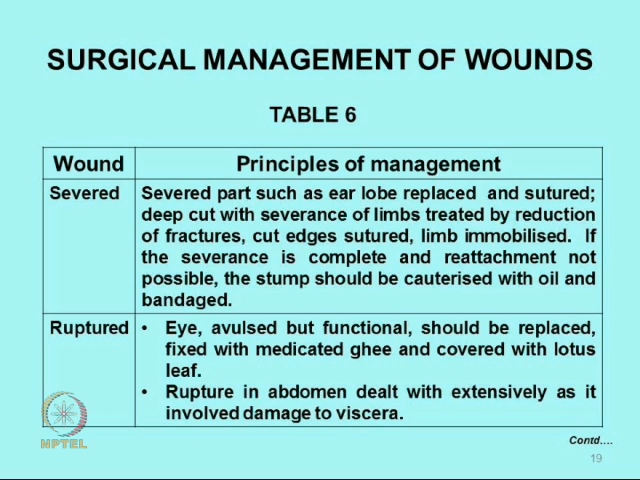 SURGICAL MANAGEMENT OF WOUNDS
TABLE 6
Wound Principles of management
Severed Severed part such as ear lobe replaced and sutured;
deep cut with severance of limbs treated by reduction
of fractures, cut edges sutured, limb immobilised. If
the severance is complete and reattachment not
possible, the stump should be cauterised with oil and
bandaged.
Ruptured • Eye, avulsed but functional, should be replaced,
fixed with medicated ghee and covered with lotus
leaf.
• Rupture in abdomen dealt with extensively as it
involved damage to viscera.
NPTEL
Contd....
19